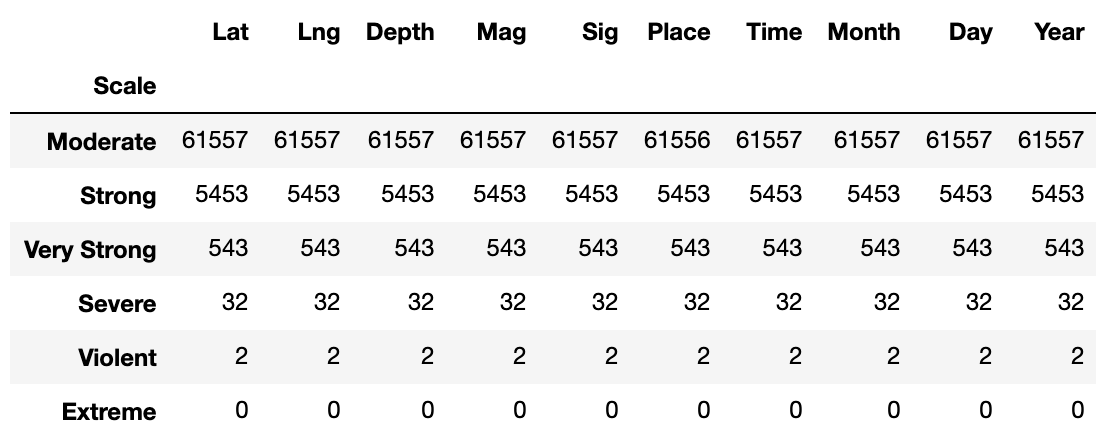 Lat Lng Depth Mag Sig Place Time Month Day Year
Scale
Moderate 61557 61557 61557 61557 61557 61556 61557 61557 61557 61557
Strong 5453 5453 5453 5453 5453 5453 5453 5453 5453 5453
Very Strong 543 543 543 543 543 543 543 543 543 543
Severe 32 32 32 32 32 32 32 32 32 32
Violent 2 2 2 2 2 2 2 2 2 2
Extreme 0 0 0 0 0 0 0 0 0 0